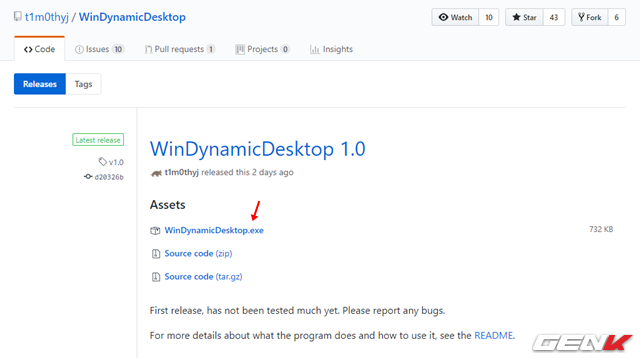 t1m0thyj / WinDynamicDesktop
Watch 10 Star 43 Fork 6
Code Issues 10 Pull requests 1 Projects 0 Insights
Releases Tags
Latest release
v1.0
d20326b
WinDynamicDesktop 1.0
t1m0thyj released this 2 days ago
Assets
WinDynamicDesktop.exe 732 KB
Source code (zip)
Source code (tar.gz)
First release, has not been tested much yet. Please report any bugs.
For more details about what the program does and how to use it, see the README.
GENK